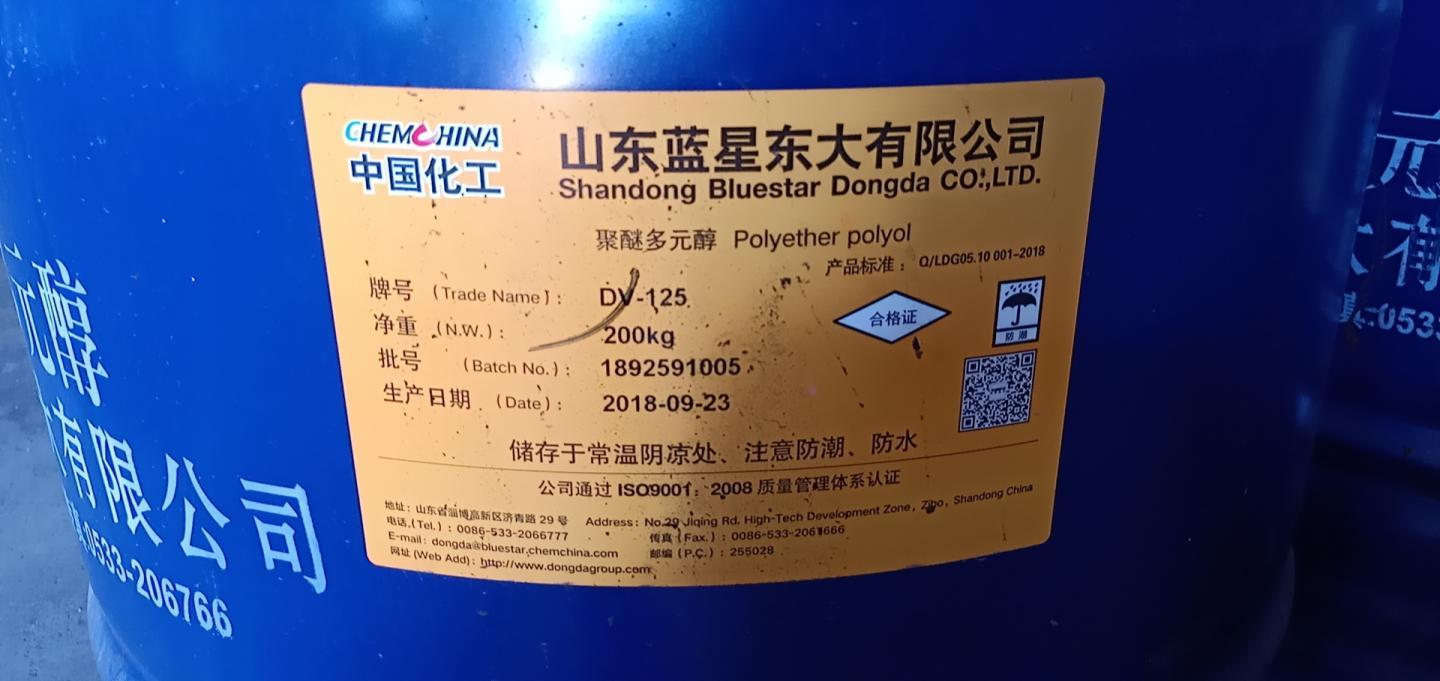 CHEMCHINA
中国化工
山东蓝星东大有限公司
Shandong Bluestar Dongda CO.,LTD.
聚醚多元醇 Polyether polyol
产品标准: Q/LDG05.10 001-2018
牌号 (Trade Name): DV-125
净重 (N.W.): 200kg
批号 (Batch No.): 1892591005
生产日期 (Date): 2018-09-23
合格证
防潮
储存于常温阴凉处、注意防潮、防水
公司通过 ISO9001: 2008 质量管理体系认证
地址: 山东省淄博高新区济青路 29 号 Address: No.29 Jiqing Rd. High-Tech Development Zone, Zibo, Shandong China
电话 (Tel.): 0086-533-2066777 传真 (Fax.): 0086-533-2061666
E-mail: dongda@bluestar.chemchina.com 邮编 (P.C.): 255028
网址 (Web Add): http://www.dongdagroup.com
元醇
有限公司
:0533-206766
元
大有
:053